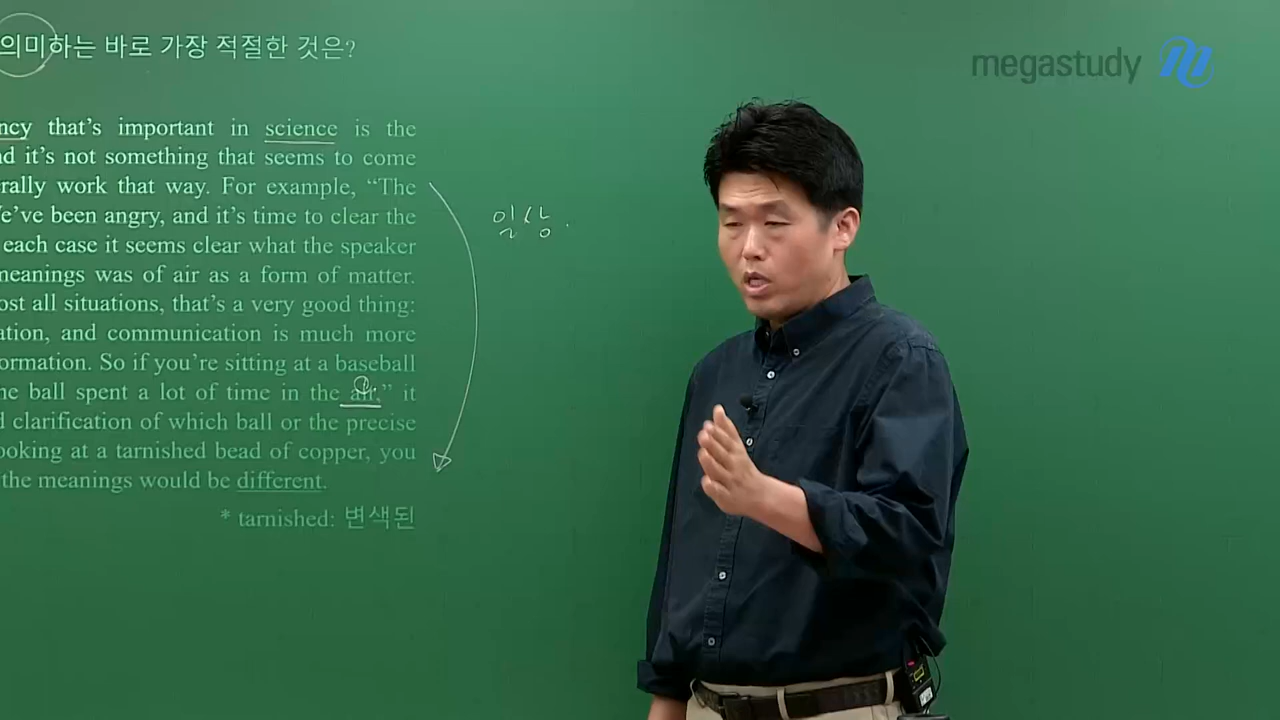 의미하는 바로 가장 적절한 것은?
megastudy
ncy that's important in science is the
nd it's not something that seems to come
erally work that way. For example, “The
We've been angry, and it's time to clear the
each case it seems clear what the speaker
meanings was of air as a form of matter.
ost all situations, that's a very good thing:
ation, and communication is much more
formation. So if you're sitting at a baseball
he ball spent a lot of time in the air,” it
d clarification of which ball or the precise
ooking at a tarnished bead of copper, you
the meanings would be different.
* tarnished: 변색된
일상.